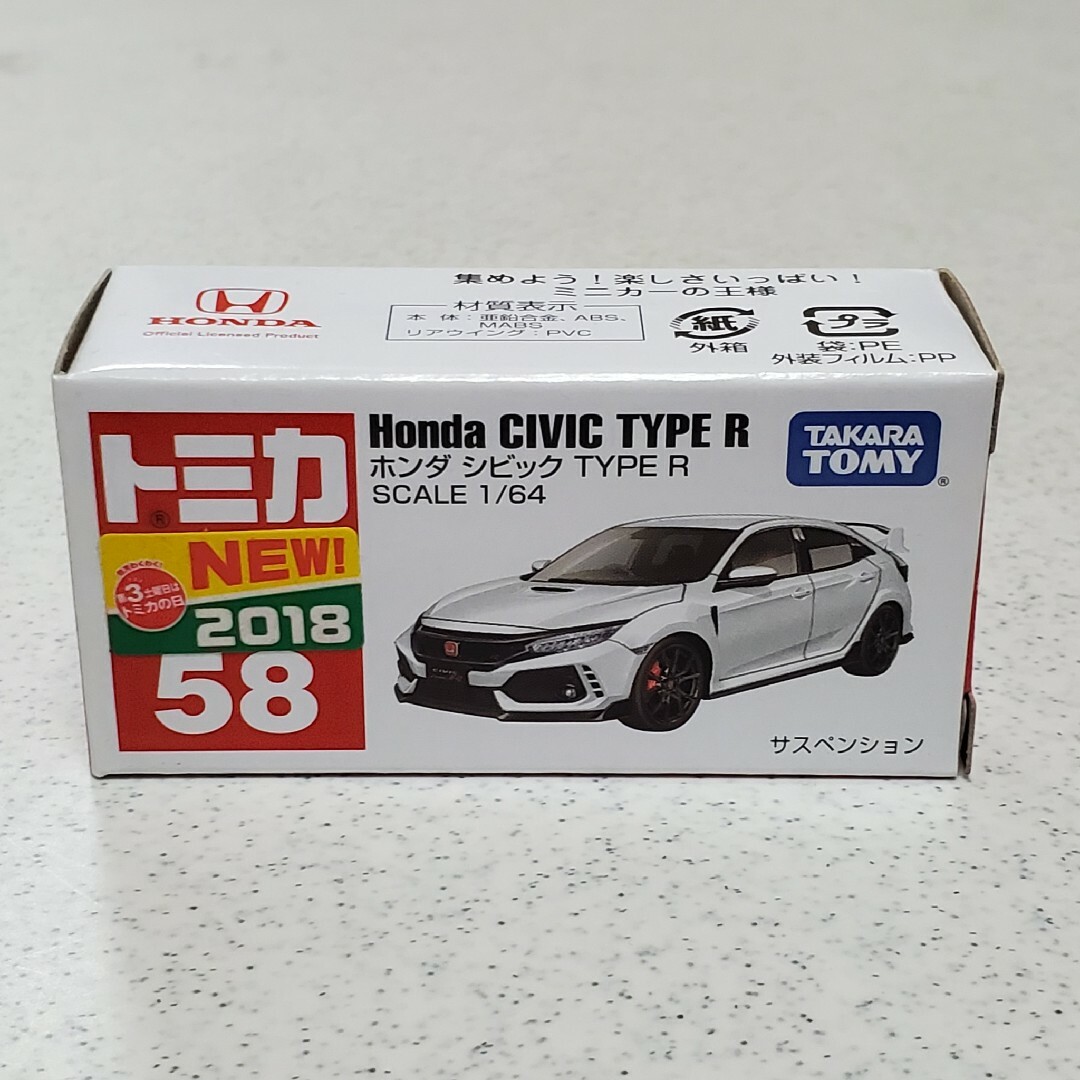 集めよう！楽しさいっぱい！
ミニカーの王様
HONDA
Official Licensed Product
材質表示
本 体：亜鉛合金、ABS、
MABS
リアウイング：PVC
紙
外箱
プラ
袋：PE
外装フィルム：PP
トミカ
®
Honda CIVIC TYPE R
ホンダ シビック TYPE R
SCALE 1/64
TAKARA
TOMY
®
NEW!
3土曜日は
トミカの日
2018
58
サスペンション